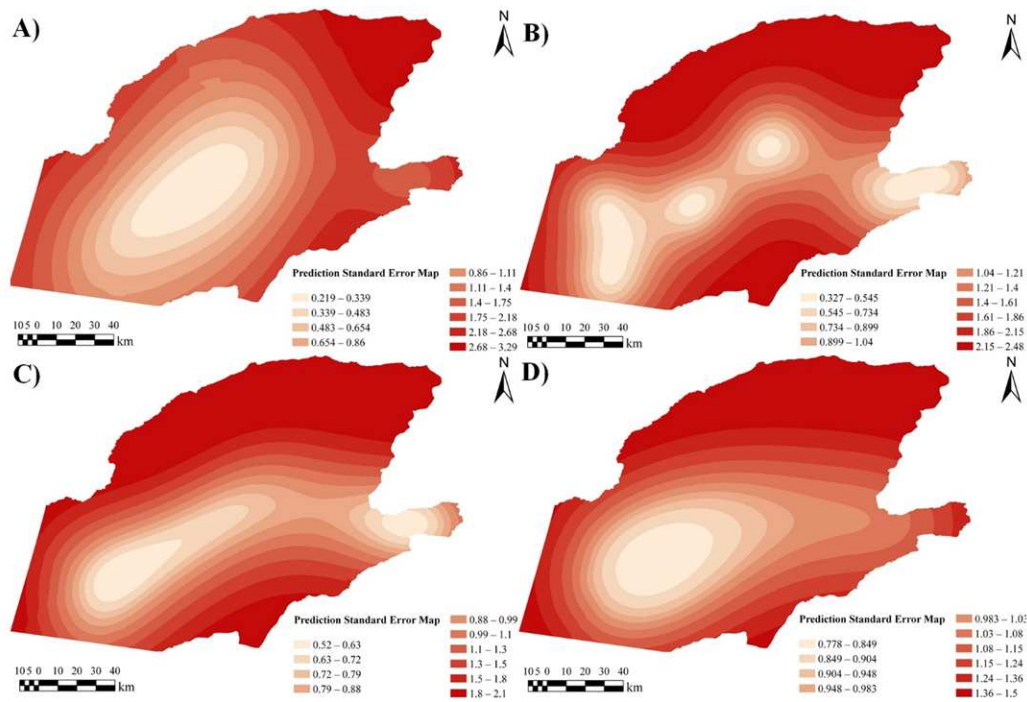 A)
N
Prediction Standard Error Map
0.219 – 0.339
0.339 – 0.483
0.483 – 0.654
0.654 – 0.86
0.86 – 1.11
1.11 – 1.4
1.4 – 1.75
1.75 – 2.18
2.18 – 2.68
2.68 – 3.29
10 5 0 10 20 30 40
km
B)
N
Prediction Standard Error Map
0.327 – 0.545
0.545 – 0.734
0.734 – 0.899
0.899 – 1.04
1.04 – 1.21
1.21 – 1.4
1.4 – 1.61
1.61 – 1.86
1.86 – 2.15
2.15 – 2.48
10 5 0 10 20 30 40
km
C)
N
Prediction Standard Error Map
0.52 – 0.63
0.63 – 0.72
0.72 – 0.79
0.79 – 0.88
0.88 – 0.99
0.99 – 1.1
1.1 – 1.3
1.3 – 1.5
1.5 – 1.8
1.8 – 2.1
10 5 0 10 20 30 40
km
D)
N
Prediction Standard Error Map
0.778 – 0.849
0.849 – 0.904
0.904 – 0.948
0.948 – 0.983
0.983 – 1.03
1.03 – 1.08
1.08 – 1.15
1.15 – 1.24
1.24 – 1.36
1.36 – 1.5
10 5 0 10 20 30 40
km